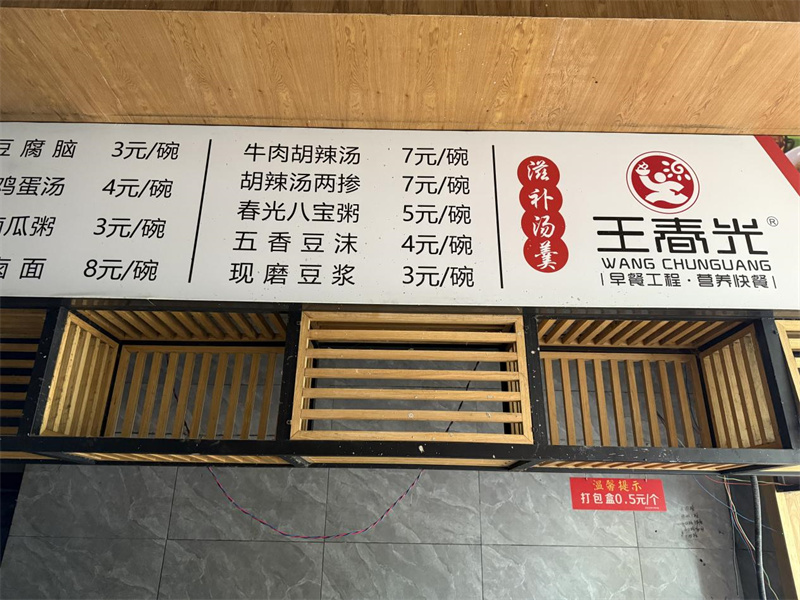 豆腐脑 3元/碗
鸡蛋汤 4元/碗
瓜粥 3元/碗
卤面 8元/碗
牛肉胡辣汤 7元/碗
胡辣汤两掺 7元/碗
春光八宝粥 5元/碗
五香豆沫 4元/碗
现磨豆浆 3元/碗
滋补汤羹
王春光®
WANG CHUNGUANG
早餐工程·营养快餐
温馨提示
打包盒0.5元/个